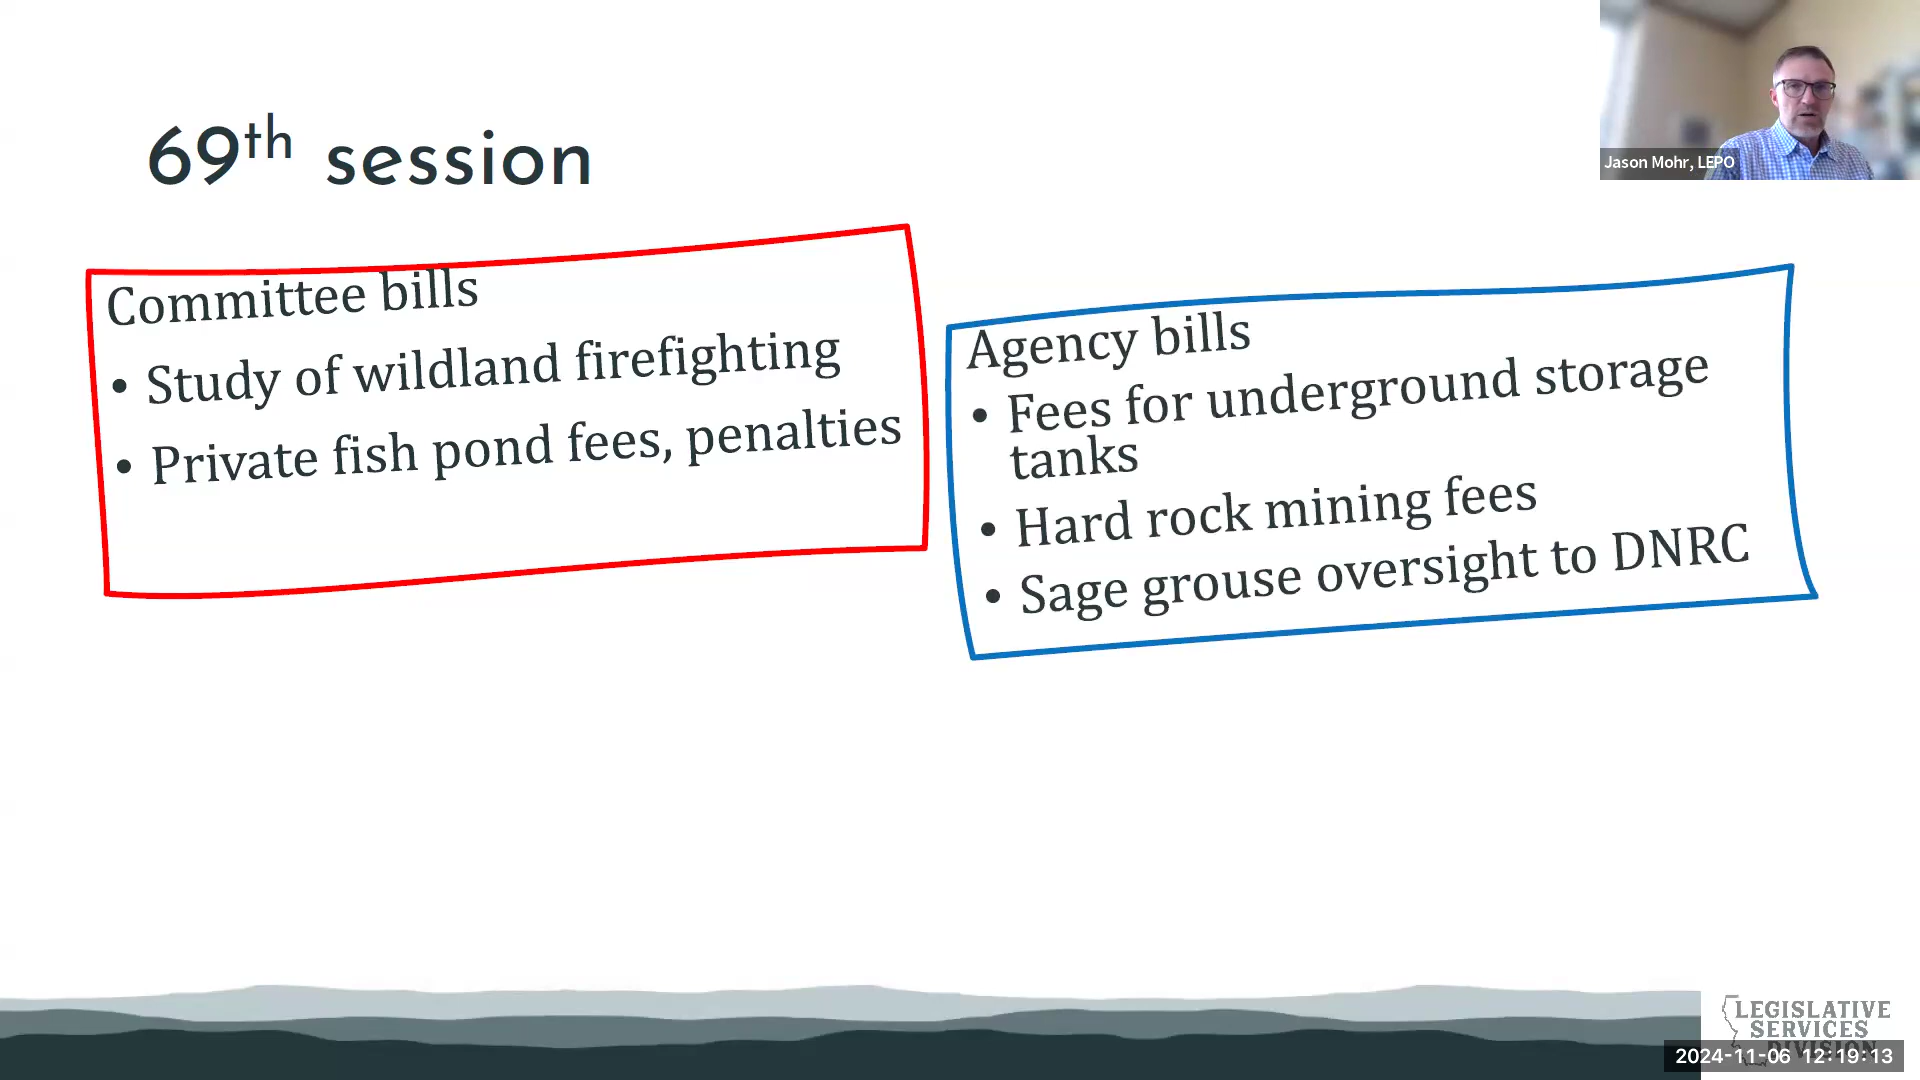 69th session
Jason Mohr, LEPO
Committee bills
• Study of wildland firefighting
• Private fish pond fees, penalties
Agency bills
• Fees for underground storage
tanks
• Hard rock mining fees
• Sage grouse oversight to DNRC
LEGISLATIVE
SERVICES
DIVISION
2024-11-06 12:19:13